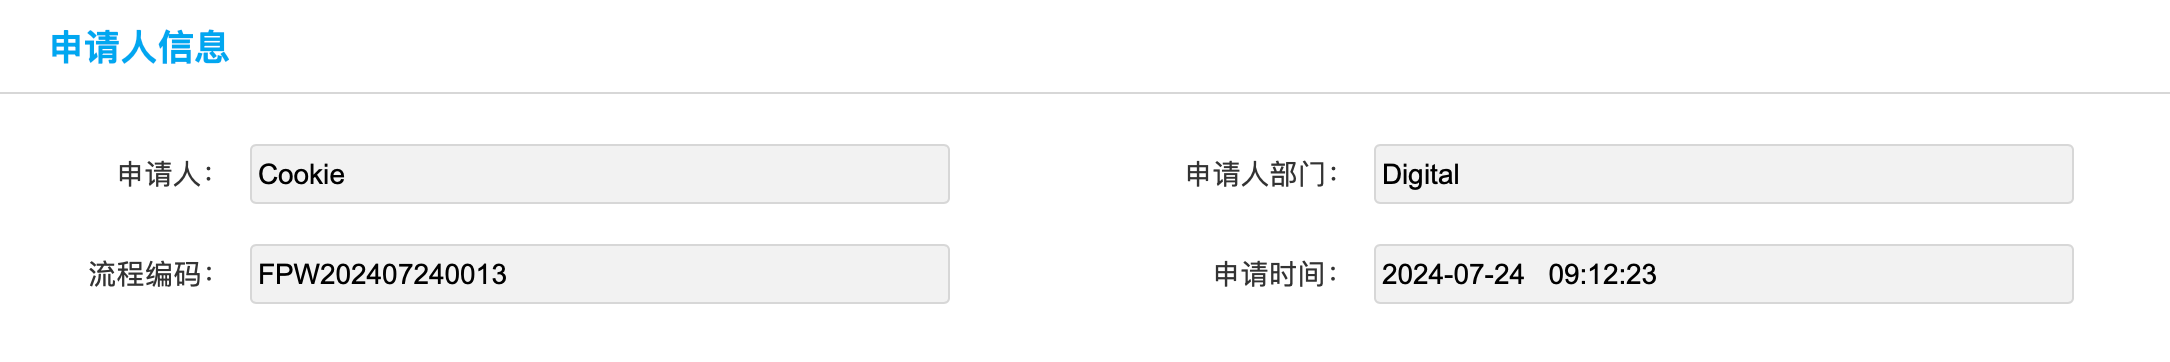 申请人信息
申请人： Cookie 申请人部门： Digital
流程编码： FPW202407240013 申请时间： 2024-07-24 09:12:23